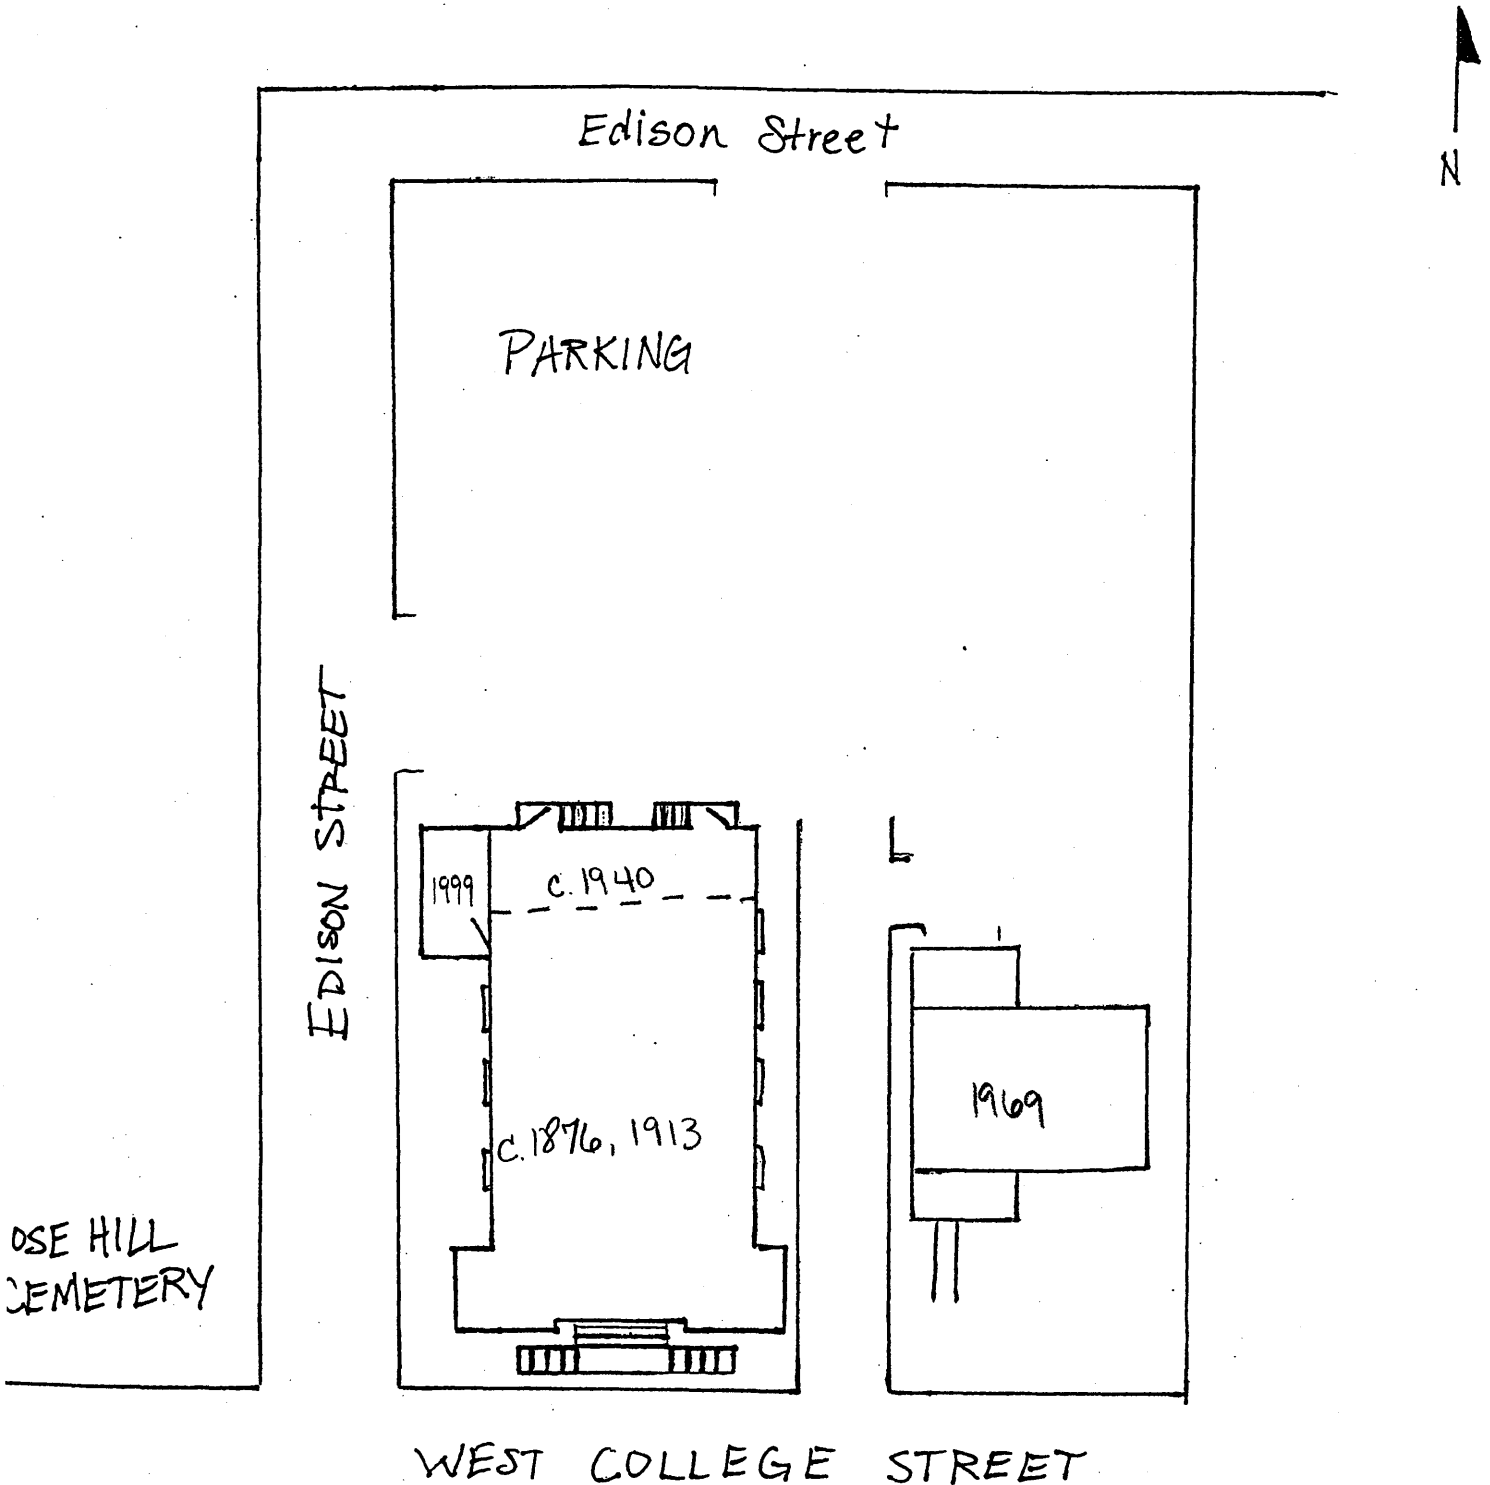 Edison Street
N
PARKING
EDISON STREET
1999
c. 1940
1969
c. 1876, 1913
OSE HILL
CEMETERY
WEST COLLEGE STREET